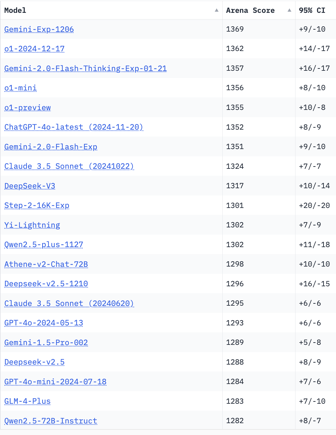 Model ▲ Arena Score ▲ 95% CI
Gemini-Exp-1206 1369 +9/-10
o1-2024-12-17 1362 +14/-17
Gemini-2.0-Flash-Thinking-Exp-01-21 1357 +16/-17
o1-mini 1356 +8/-10
o1-preview 1355 +10/-8
ChatGPT-4o-latest (2024-11-20) 1352 +8/-9
Gemini-2.0-Flash-Exp 1351 +9/-10
Claude 3.5 Sonnet (20241022) 1324 +7/-7
DeepSeek-V3 1317 +10/-14
Step-2-16K-Exp 1301 +20/-20
Yi-Lightning 1302 +7/-9
Qwen2.5-plus-1127 1302 +11/-18
Athene-v2-Chat-72B 1298 +10/-10
Deepseek-v2.5-1210 1296 +16/-15
Claude 3.5 Sonnet (20240620) 1295 +6/-6
GPT-4o-2024-05-13 1293 +6/-6
Gemini-1.5-Pro-002 1289 +5/-8
Deepseek-v2.5 1288 +8/-9
GPT-4o-mini-2024-07-18 1284 +7/-6
GLM-4-Plus 1283 +7/-10
Qwen2.5-72B-Instruct 1282 +8/-7